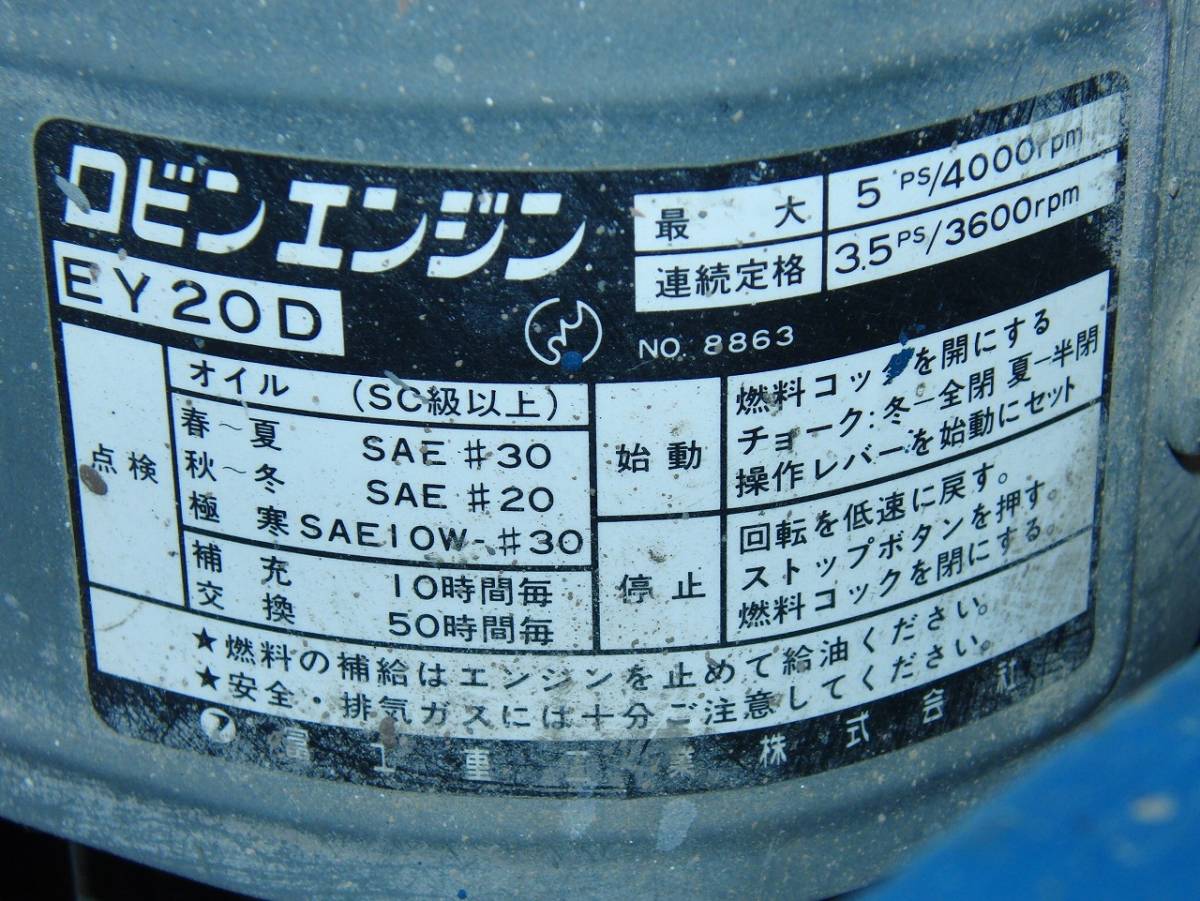 ロビンエンジン
EY20D
最大 5PS/4000rpm
連続定格 3.5PS/3600rpm
NO. 8863
点検
オイル (SC級以上)
春〜夏 SAE #30
秋〜冬 SAE #20
極寒 SAE10W-#30
補充 10時間毎
交換 50時間毎
始動
燃料コックを開にする
チョーク:冬ー全閉 夏ー半閉
操作レバーを始動にセット
停止
回転を低速に戻す。
ストップボタンを押す。
燃料コックを閉にする。
★燃料の補給はエンジンを止めて給油ください。
★安全・排気ガスには十分ご注意してください。
重工業株式会社